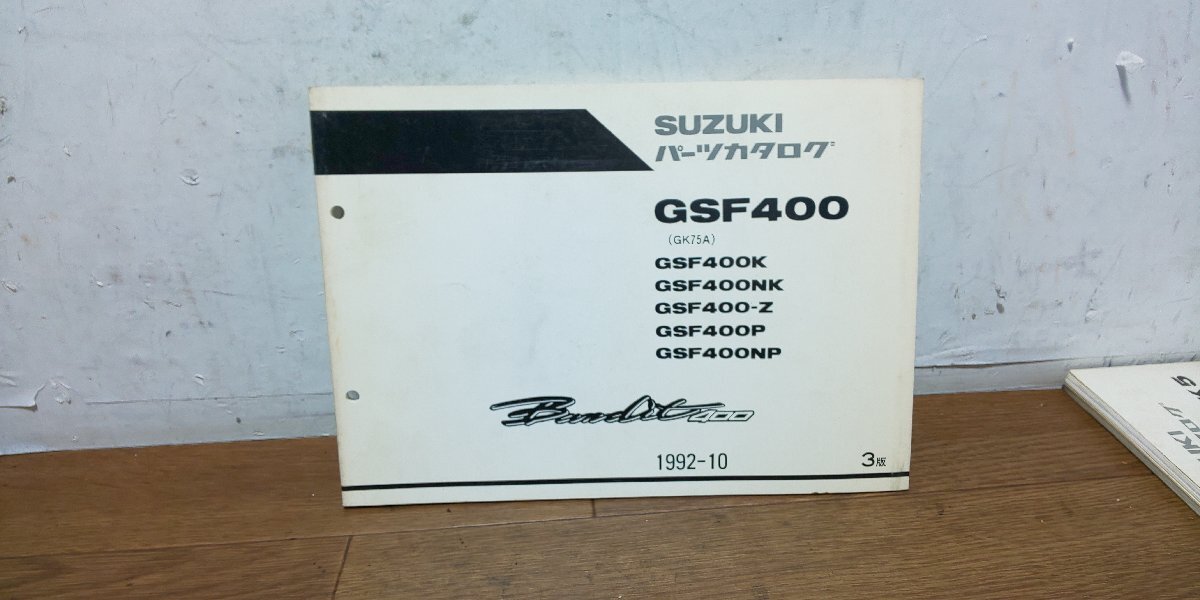 SUZUKI
パーツカタログ
GSF400
(GK75A)
GSF400K
GSF400NK
GSF400-Z
GSF400P
GSF400NP
Bandit 400
1992-10
3版